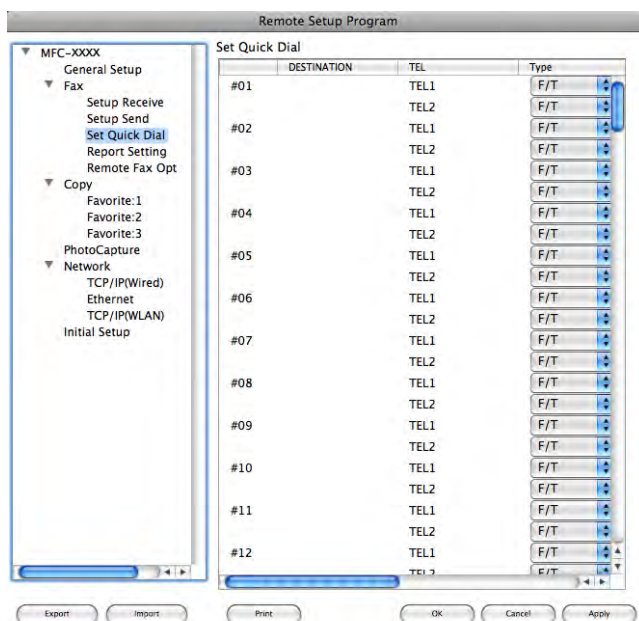 Remote Setup Program
MFC-XXXX
General Setup
Fax
Setup Receive
Setup Send
Set Quick Dial
Report Setting
Remote Fax Opt
Copy
Favorite:1
Favorite:2
Favorite:3
PhotoCapture
Network
TCP/IP(Wired)
Ethernet
TCP/IP(WLAN)
Initial Setup
Set Quick Dial
DESTINATION TEL Type
#01 TEL1 F/T
TEL2 F/T
#02 TEL1 F/T
TEL2 F/T
#03 TEL1 F/T
TEL2 F/T
#04 TEL1 F/T
TEL2 F/T
#05 TEL1 F/T
TEL2 F/T
#06 TEL1 F/T
TEL2 F/T
#07 TEL1 F/T
TEL2 F/T
#08 TEL1 F/T
TEL2 F/T
#09 TEL1 F/T
TEL2 F/T
#10 TEL1 F/T
TEL2 F/T
#11 TEL1 F/T
TEL2 F/T
#12 TEL1 F/T
TEL2 F/T
Export Import Print OK Cancel Apply